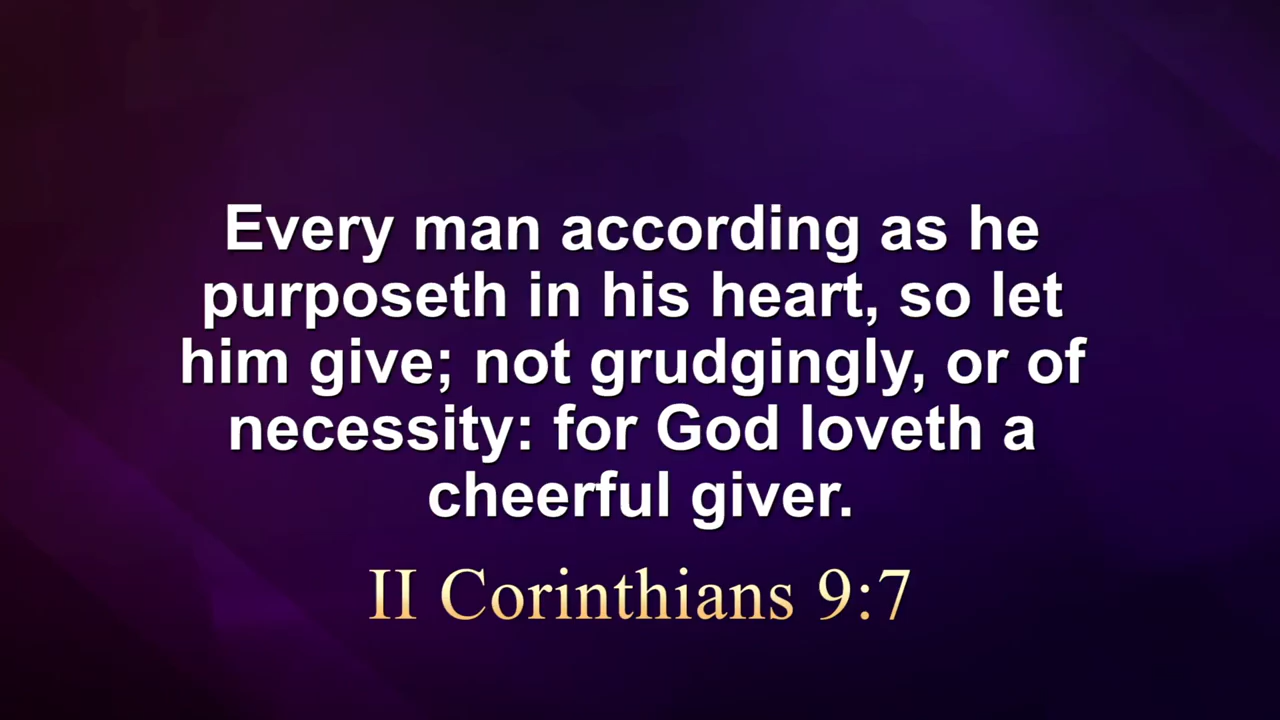 Every man according as he
purposeth in his heart, so let
him give; not grudgingly, or of
necessity: for God loveth a
cheerful giver.
II Corinthians 9:7